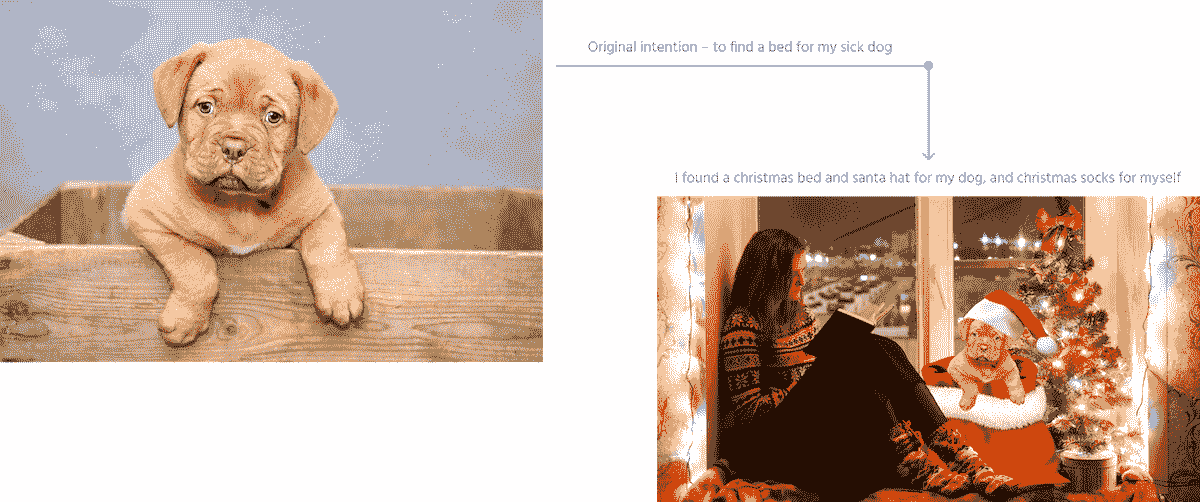 Original intention – to find a bed for my sick dog
I found a christmas bed and santa hat for my dog, and christmas socks for myself